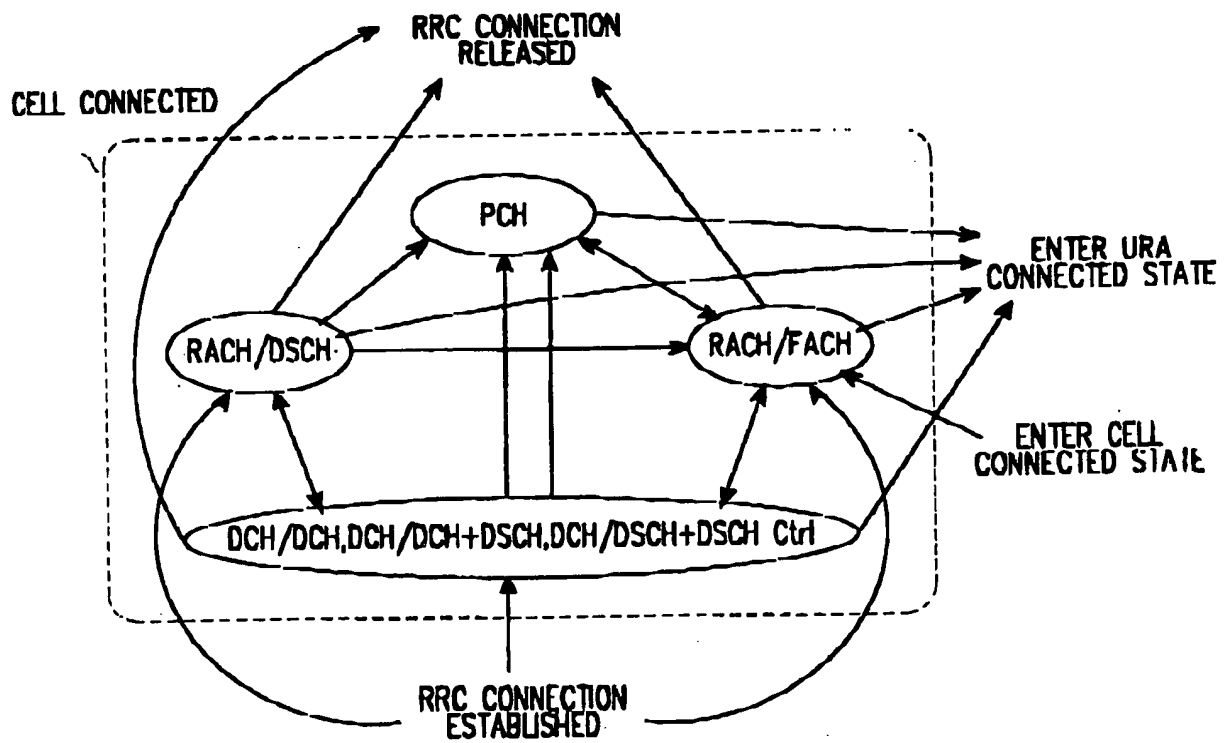 RRC CONNECTION
RELEASED
CELL CONNECTED
PCH
ENTER URA
CONNECTED STATE
RACH/DSCH
RACH/FACH
ENTER CELL
CONNECTED STATE
DCH/DCH,DCH/DCH+DSCH,DCH/DSCH+DSCH Ctrl
RRC CONNECTION
ESTABLISHED